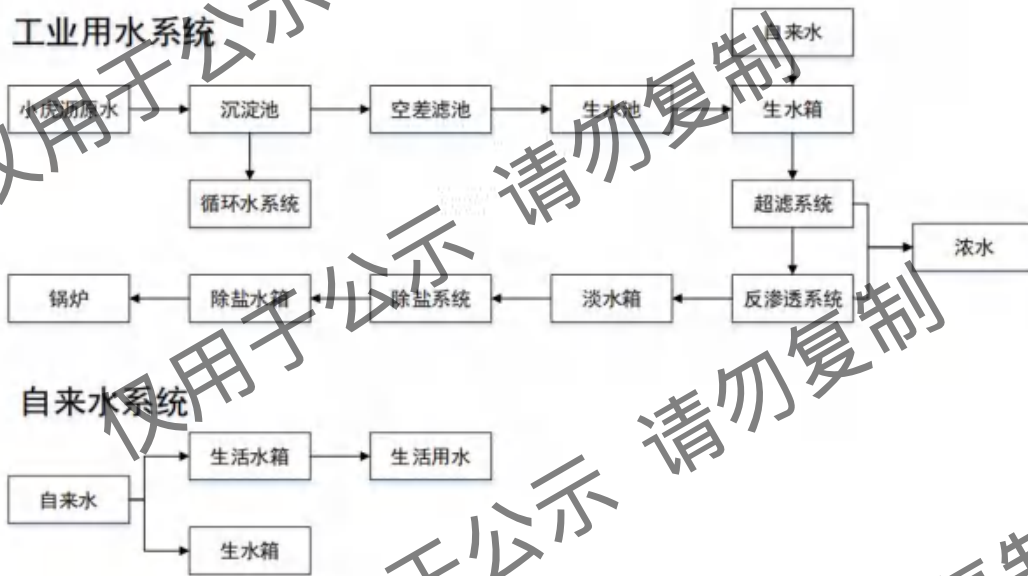 工业用水系统
自来水
小虎沥原水
沉淀池
空差滤池
生水池
生水箱
循环水系统
超滤系统
浓水
锅炉
除盐水箱
除盐系统
淡水箱
反渗透系统
自来水系统
生活水箱
生活用水
自来水
生水箱
仅用于公示 请勿复制
仅用于公示 请勿复制
于公示 请勿复制
复制